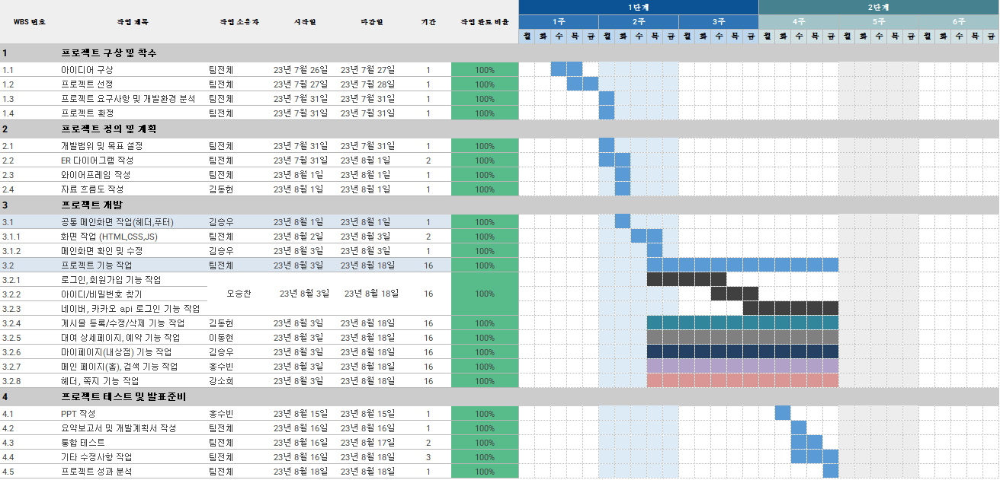 1단계 2단계
WBS 번호 작업 제목 작업 소유자 시작일 마감일 기간 작업 완료 비율 1주 2주 3주 4주 5주 6주
월 화 수 목 금 월 화 수 목 금 월 화 수 목 금 월 화 수 목 금 월 화 수 목 금 월 화 수 목 금
1 프로젝트 구상 및 착수
1.1 아이디어 구상 팀전체 23년 7월 26일 23년 7월 27일 1 100%
1.2 프로젝트 선정 팀전체 23년 7월 27일 23년 7월 28일 1 100%
1.3 프로젝트 요구사항 및 개발환경 분석 팀전체 23년 7월 31일 23년 7월 31일 1 100%
1.4 프로젝트 확정 팀전체 23년 7월 31일 23년 7월 31일 1 100%
2 프로젝트 정의 및 계획
2.1 개발범위 및 목표 설정 팀전체 23년 7월 31일 23년 7월 31일 1 100%
2.2 ER 다이어그램 작성 팀전체 23년 7월 31일 23년 8월 1일 2 100%
2.3 와이어프레임 작성 팀전체 23년 8월 1일 23년 8월 1일 1 100%
2.4 자료 흐름도 작성 김동현 23년 8월 1일 23년 8월 1일 1 100%
3 프로젝트 개발
3.1 공통 메인화면 작업(헤더,푸터) 김승우 23년 8월 1일 23년 8월 1일 1 100%
3.1.1 화면 작업 (HTML,CSS,JS) 팀전체 23년 8월 2일 23년 8월 3일 2 100%
3.1.2 메인화면 확인 및 수정 김승우 23년 8월 3일 23년 8월 3일 1 100%
3.2 프로젝트 기능 작업 팀전체 23년 8월 3일 23년 8월 18일 16 100%
3.2.1 로그인, 회원가입 기능 작업
3.2.2 아이디/비밀번호 찾기 오승찬 23년 8월 3일 23년 8월 18일 16 100%
3.2.3 네이버, 카카오 api 로그인 기능 작업
3.2.4 게시물 등록/수정/삭제 기능 작업 김동현 23년 8월 3일 23년 8월 18일 16 100%
3.2.5 대여 상세페이지, 예약 기능 작업 이동현 23년 8월 3일 23년 8월 18일 16 100%
3.2.6 마이페이지(내상점) 기능 작업 김승우 23년 8월 3일 23년 8월 18일 16 100%
3.2.7 메인 페이지(홈), 검색 기능 작업 홍수빈 23년 8월 3일 23년 8월 18일 16 100%
3.2.8 헤더, 쪽지 기능 작업 강소희 23년 8월 3일 23년 8월 18일 16 100%
4 프로젝트 테스트 및 발표준비
4.1 PPT 작성 홍수빈 23년 8월 15일 23년 8월 15일 1 100%
4.2 요약보고서 및 개발계획서 작성 팀전체 23년 8월 16일 23년 8월 16일 1 100%
4.3 통합 테스트 팀전체 23년 8월 16일 23년 8월 17일 2 100%
4.4 기타 수정사항 작업 팀전체 23년 8월 16일 23년 8월 18일 3 100%
4.5 프로젝트 성과 분석 팀전체 23년 8월 18일 23년 8월 18일 1 100%